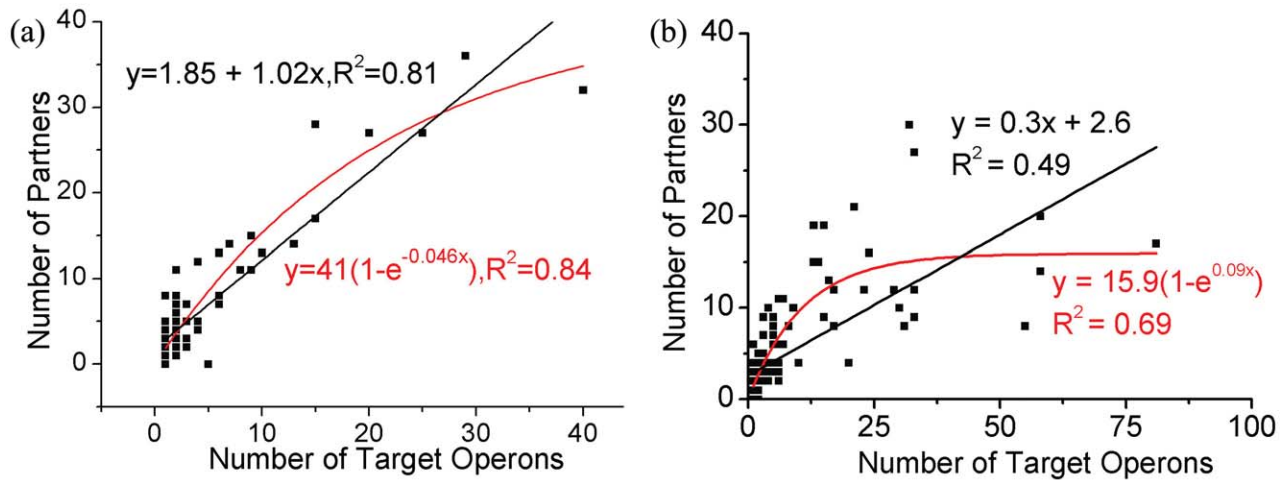 (a)
40
30
20
10
0
Number of Partners
y=1.85 + 1.02x,R²=0.81
y=41(1-e^-0.046x),R²=0.84
0 10 20 30 40
Number of Target Operons
(b)
40
30
20
10
0
Number of Partners
y = 0.3x + 2.6
R² = 0.49
y = 15.9(1-e^0.09x)
R² = 0.69
0 25 50 75 100
Number of Target Operons